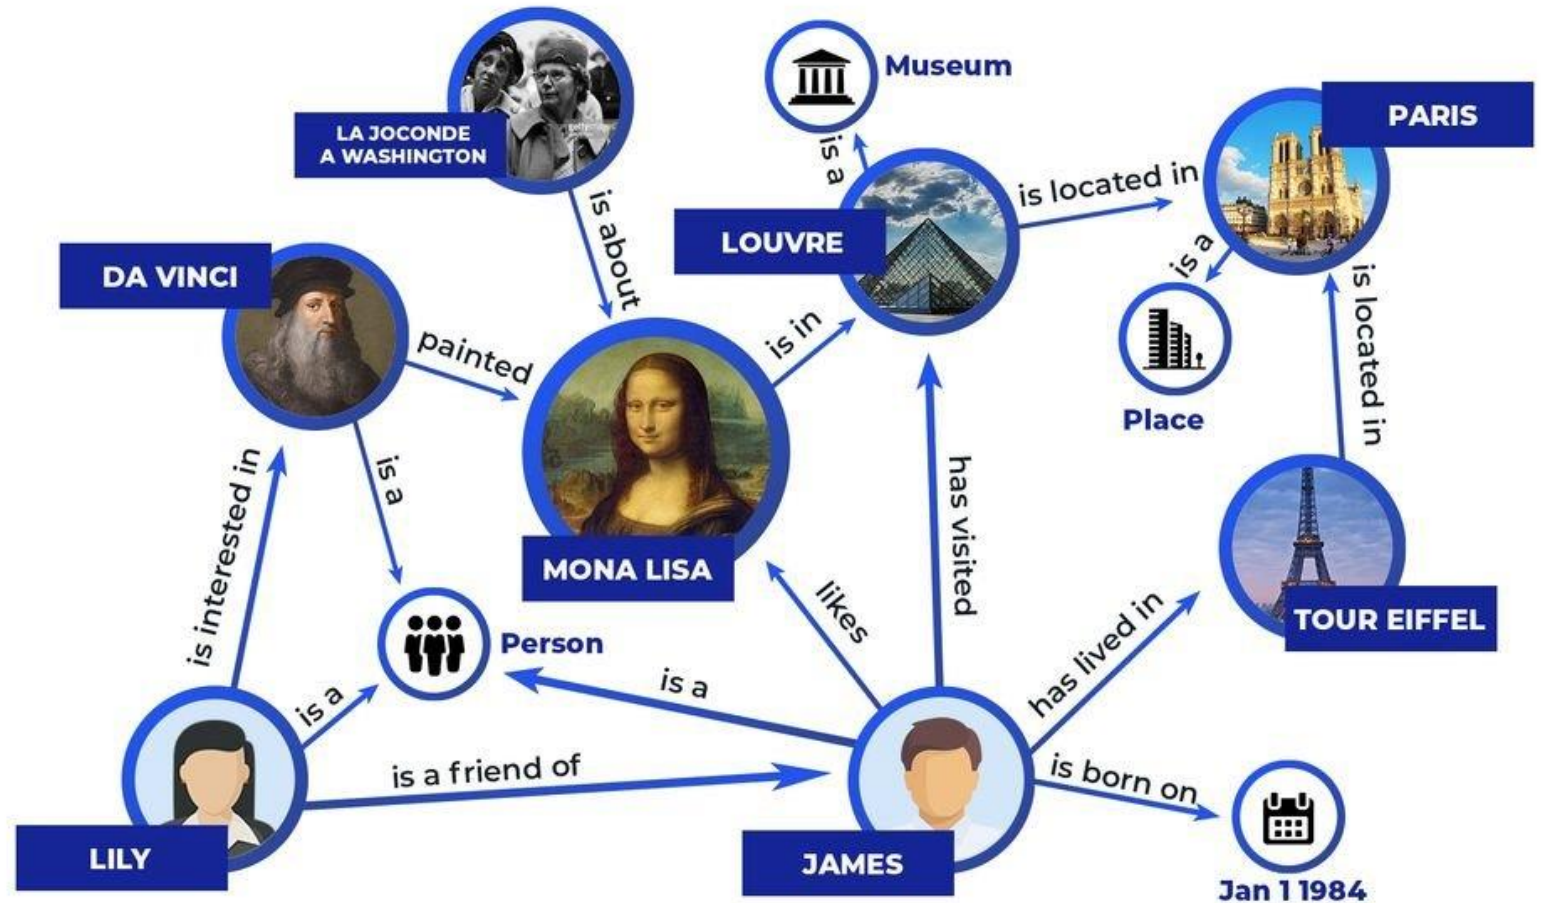 LA JOCONDE
A WASHINGTON
Museum
PARIS
is a
is located in
LOUVRE
is about
is a
DA VINCI
painted
is in
is located in
Place
is interested in
is a
MONA LISA
has visited
likes
TOUR EIFFEL
has lived in
Person
is a
is a
is a friend of
is born on
LILY
JAMES
Jan 1 1984